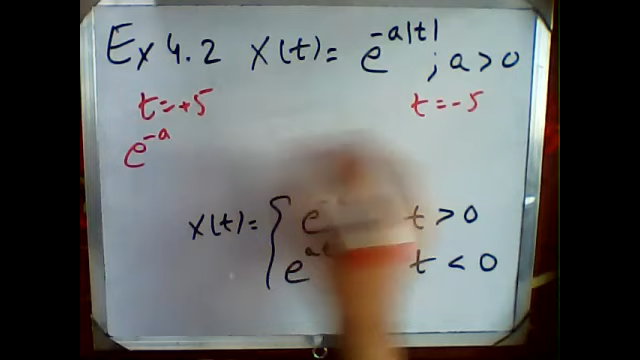 Ex 4.2 x(t)= e^{-a|t|} ; a>0
t=+5 t=-5
e^{-a}
x(t)= { e t>0
e^{a t<0